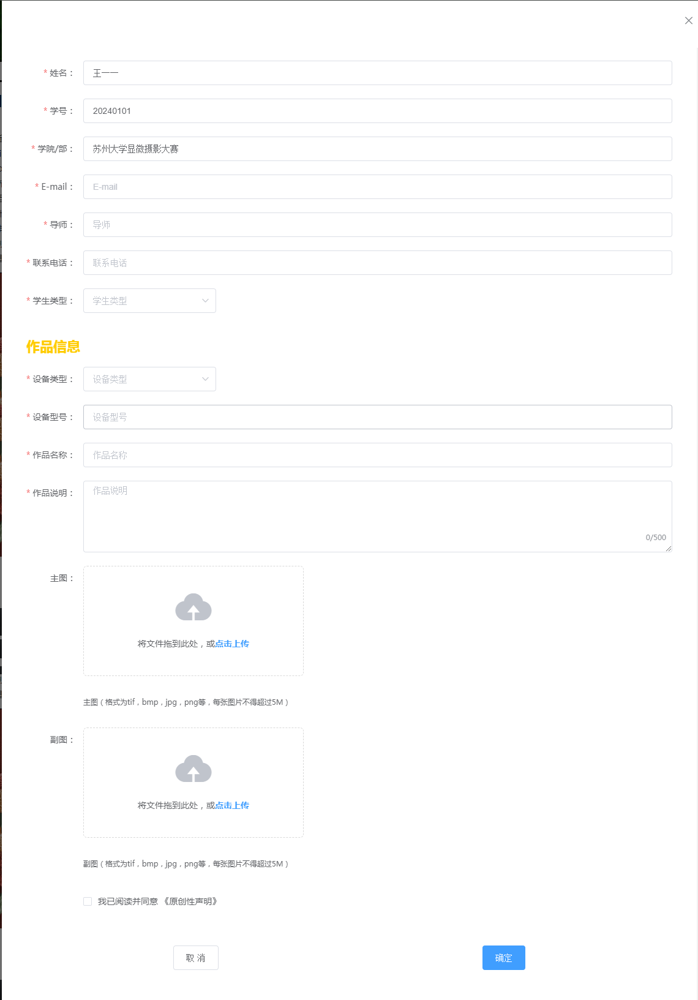 * 姓名： 王一一
* 学号： 20240101
* 学院/部： 苏州大学显微摄影大赛
* E-mail： E-mail
* 导师： 导师
* 联系电话： 联系电话
* 学生类型： 学生类型
作品信息
* 设备类型： 设备类型
* 设备型号： 设备型号
* 作品名称： 作品名称
* 作品说明： 作品说明
0/500
主图：
将文件拖到此处，或点击上传
主图（格式为tif，bmp，jpg，png等，每张图片不得超过5M）
副图：
将文件拖到此处，或点击上传
副图（格式为tif，bmp，jpg，png等，每张图片不得超过5M）
我已阅读并同意 《原创性声明》
取 消 确定